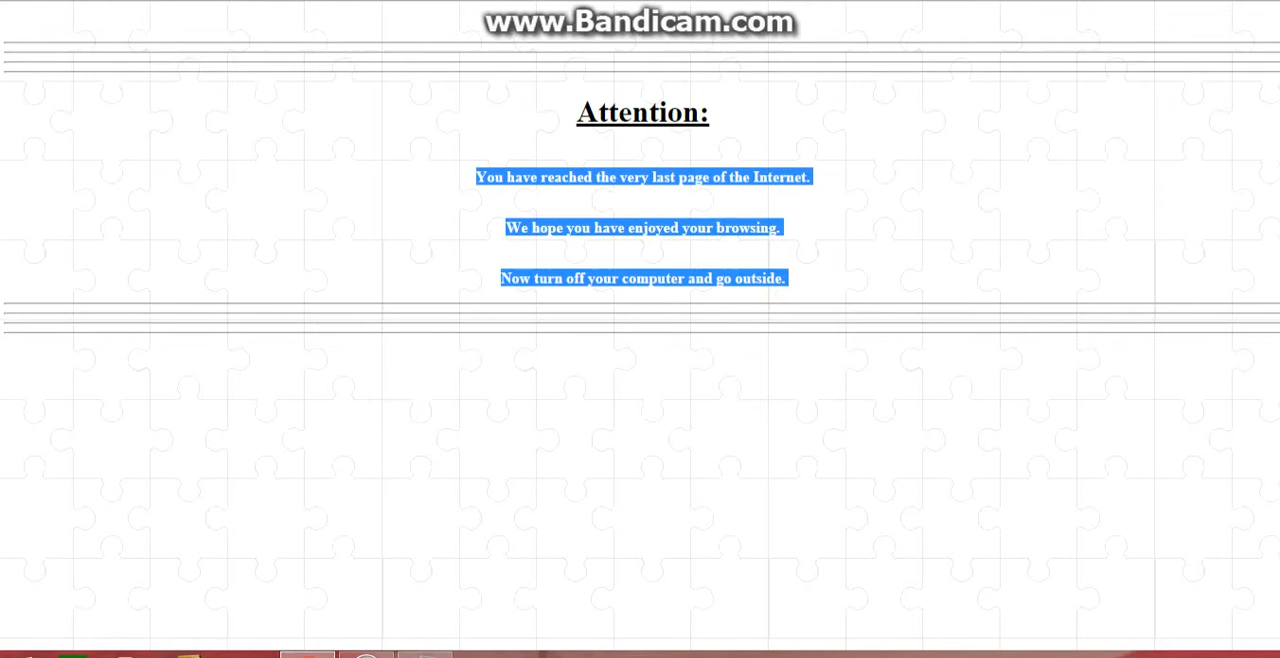 www.Bandicam.com
Attention:
You have reached the very last page of the Internet.
We hope you have enjoyed your browsing.
Now turn off your computer and go outside.